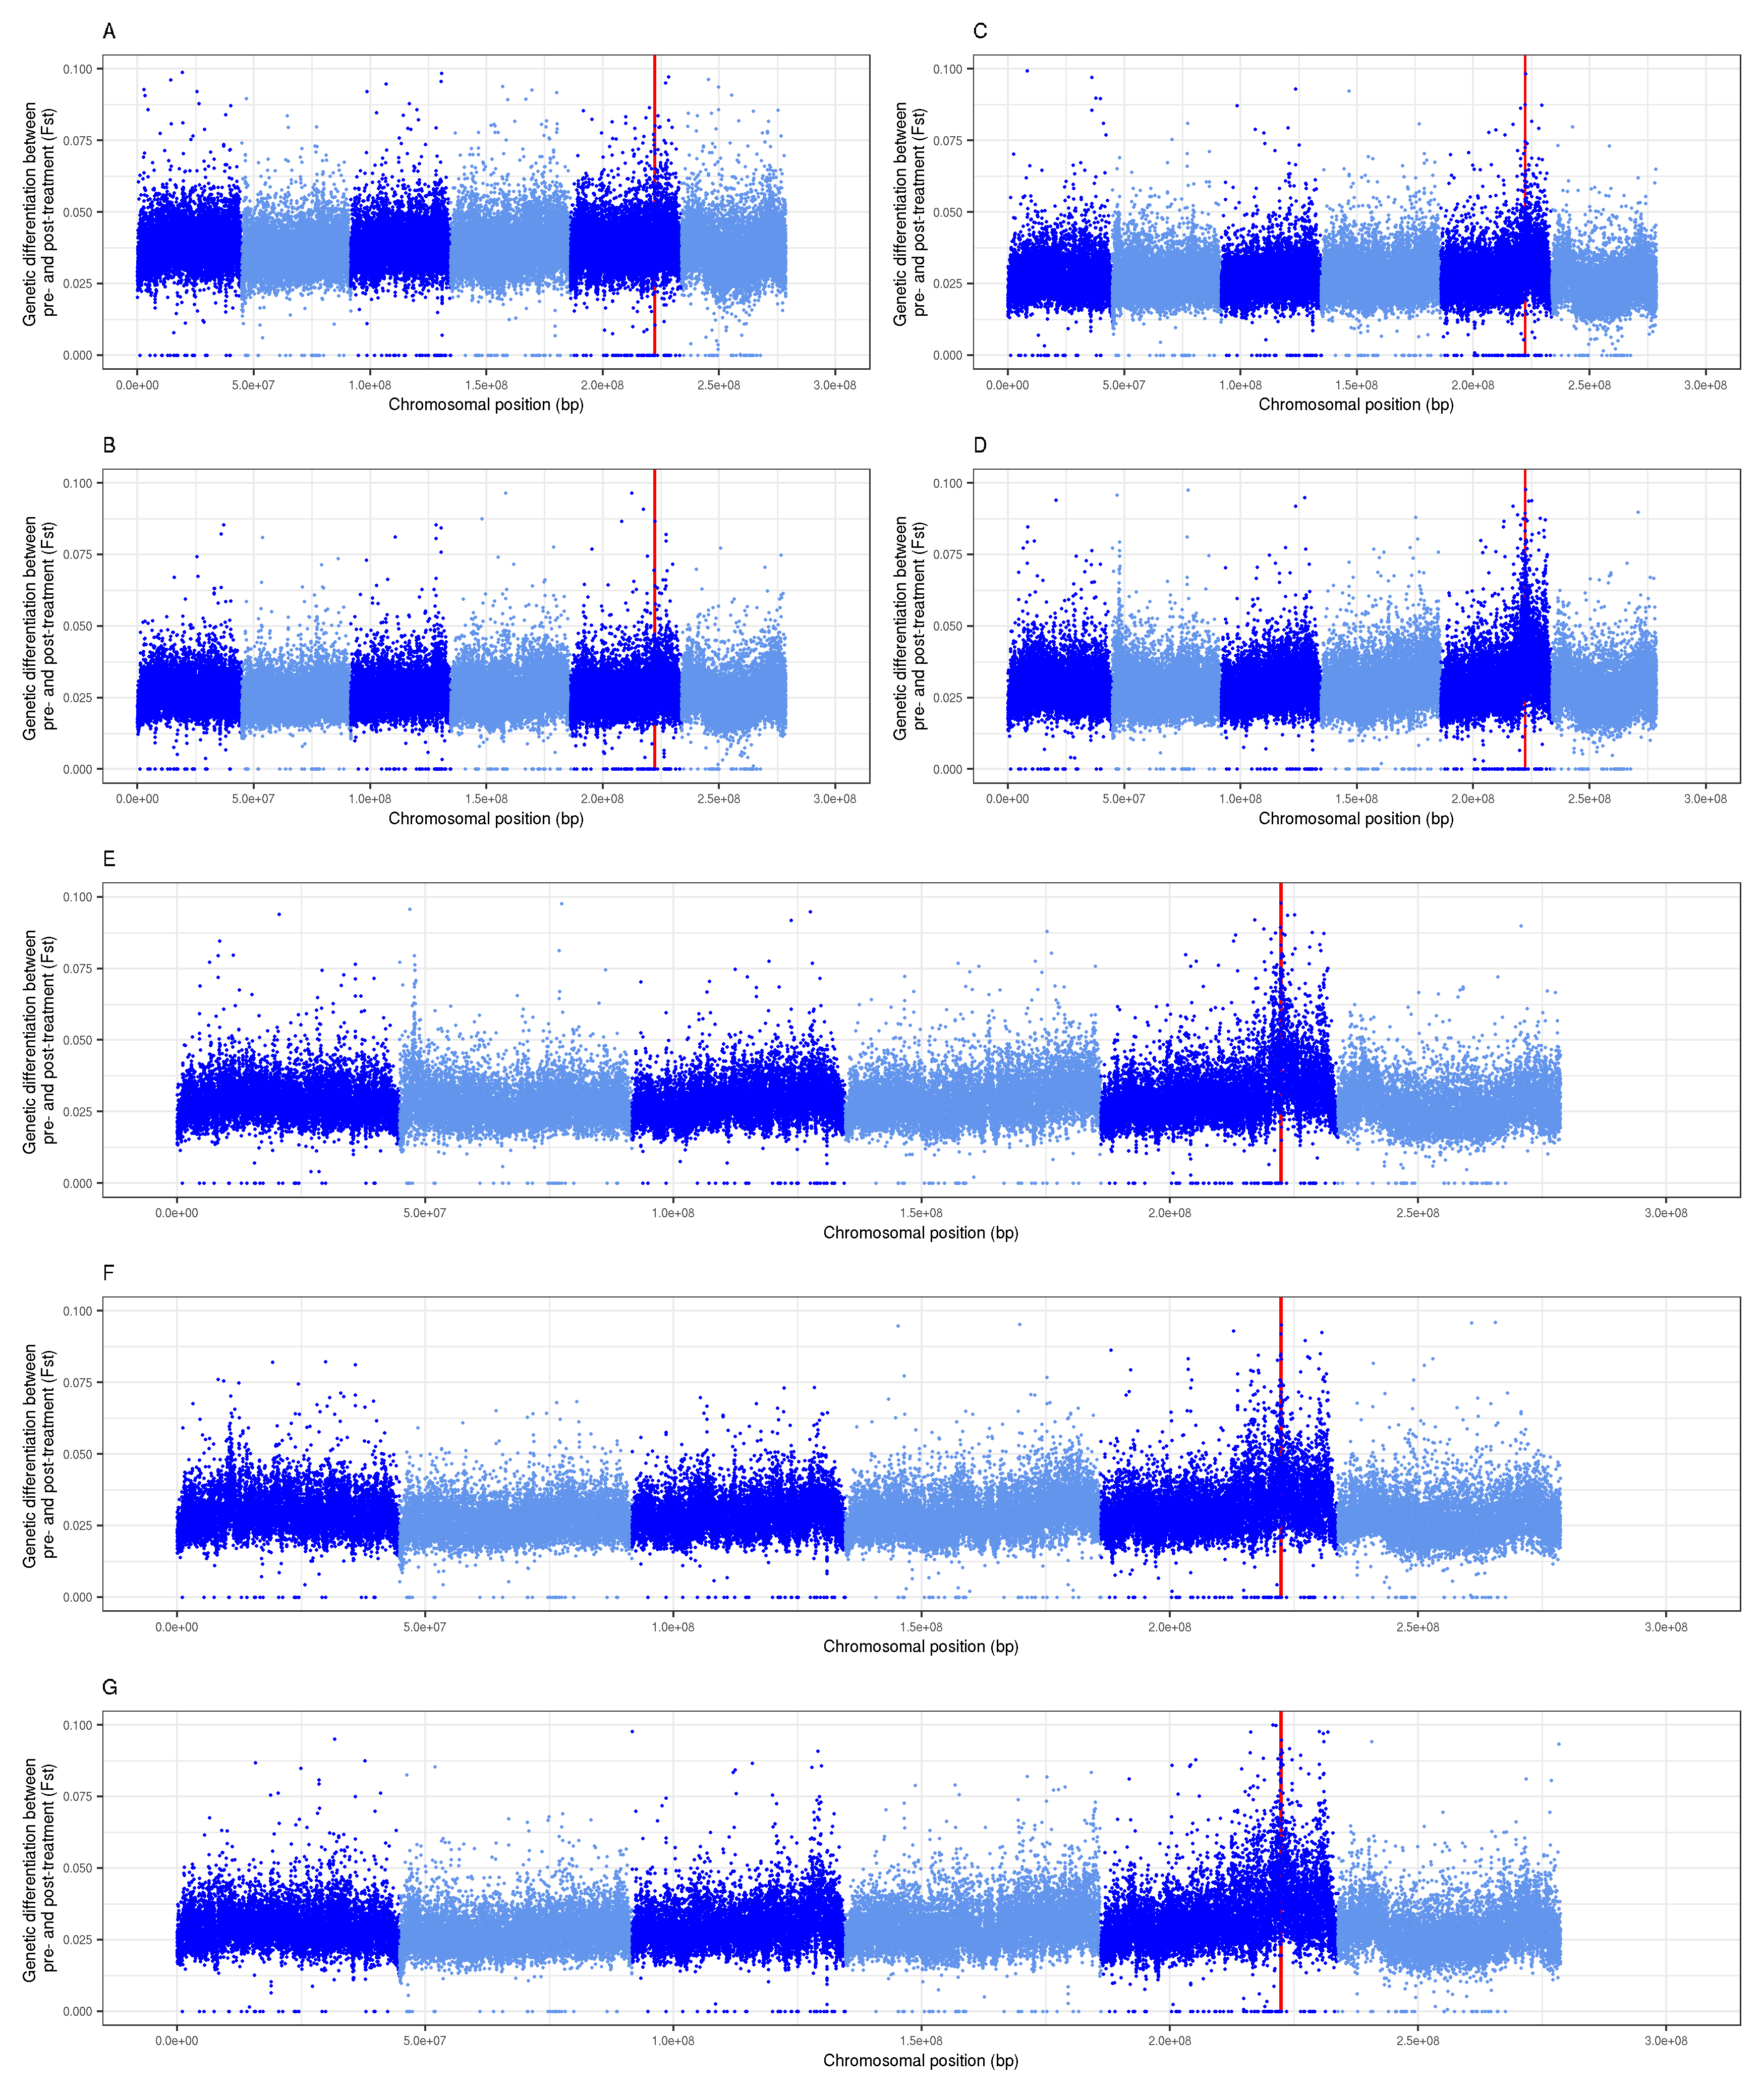 A
Genetic differentiation between
pre- and post-treatment (Fst)
0.100
0.075
0.050
0.025
0.000
0.0e+00 5.0e+07 1.0e+08 1.5e+08 2.0e+08 2.5e+08 3.0e+08
Chromosomal position (bp)
C
Genetic differentiation between
pre- and post-treatment (Fst)
0.100
0.075
0.050
0.025
0.000
0.0e+00 5.0e+07 1.0e+08 1.5e+08 2.0e+08 2.5e+08 3.0e+08
Chromosomal position (bp)
B
Genetic differentiation between
pre- and post-treatment (Fst)
0.100
0.075
0.050
0.025
0.000
0.0e+00 5.0e+07 1.0e+08 1.5e+08 2.0e+08 2.5e+08 3.0e+08
Chromosomal position (bp)
D
Genetic differentiation between
pre- and post-treatment (Fst)
0.100
0.075
0.050
0.025
0.000
0.0e+00 5.0e+07 1.0e+08 1.5e+08 2.0e+08 2.5e+08 3.0e+08
Chromosomal position (bp)
E
Genetic differentiation between
pre- and post-treatment (Fst)
0.100
0.075
0.050
0.025
0.000
0.0e+00 5.0e+07 1.0e+08 1.5e+08 2.0e+08 2.5e+08 3.0e+08
Chromosomal position (bp)
F
Genetic differentiation between
pre- and post-treatment (Fst)
0.100
0.075
0.050
0.025
0.000
0.0e+00 5.0e+07 1.0e+08 1.5e+08 2.0e+08 2.5e+08 3.0e+08
Chromosomal position (bp)
G
Genetic differentiation between
pre- and post-treatment (Fst)
0.100
0.075
0.050
0.025
0.000
0.0e+00 5.0e+07 1.0e+08 1.5e+08 2.0e+08 2.5e+08 3.0e+08
Chromosomal position (bp)